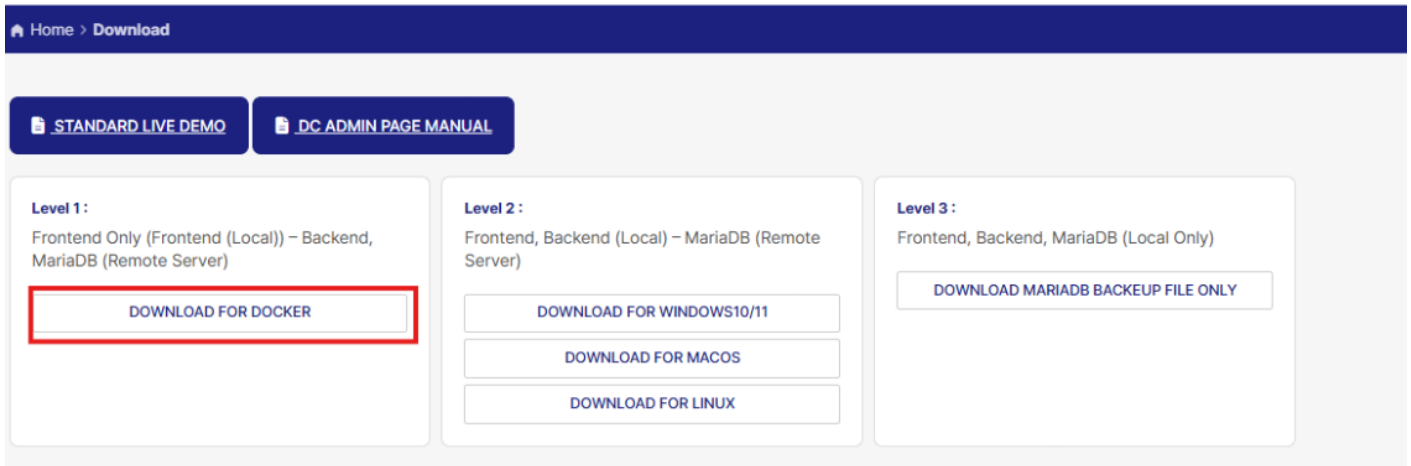 Home > Download
STANDARD LIVE DEMO
DC ADMIN PAGE MANUAL
Level 1 :
Frontend Only (Frontend (Local)) – Backend,
MariaDB (Remote Server)
DOWNLOAD FOR DOCKER
Level 2 :
Frontend, Backend (Local) – MariaDB (Remote
Server)
DOWNLOAD FOR WINDOWS10/11
DOWNLOAD FOR MACOS
DOWNLOAD FOR LINUX
Level 3 :
Frontend, Backend, MariaDB (Local Only)
DOWNLOAD MARIADB BACKEUP FILE ONLY